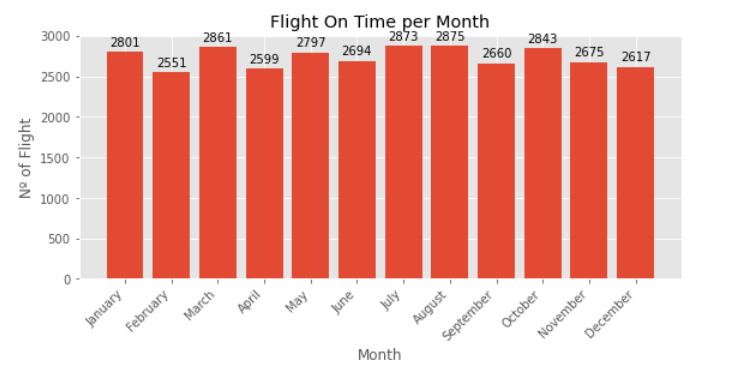 Flight On Time per Month
3000
2500
2000
1500
1000
500
0
Nº of Flight
2801
2551
2861
2599
2797
2694
2873
2875
2660
2843
2675
2617
January
February
March
April
May
June
July
August
September
October
November
December
Month